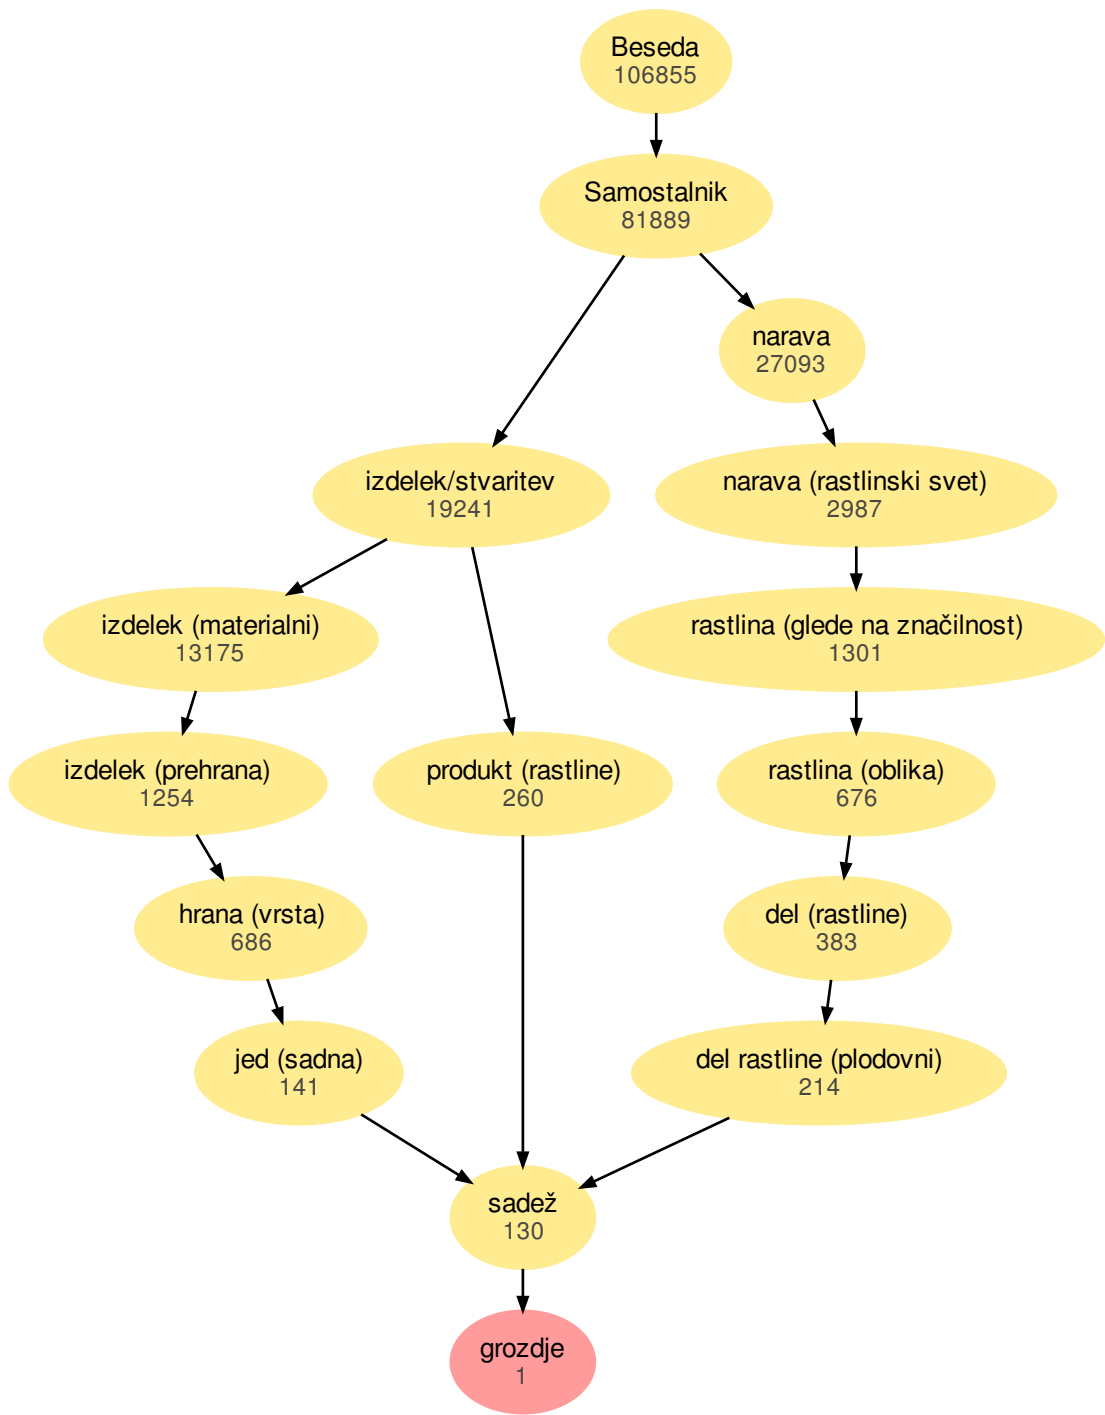 Beseda
106855
Samostalnik
81889
narava
27093
izdelek/stvaritev
19241
narava (rastlinski svet)
2987
izdelek (materialni)
13175
rastlina (glede na značilnost)
1301
izdelek (prehrana)
1254
produkt (rastline)
260
rastlina (oblika)
676
hrana (vrsta)
686
del (rastline)
383
jed (sadna)
141
del rastline (plodovni)
214
sadež
130
grozdje
1